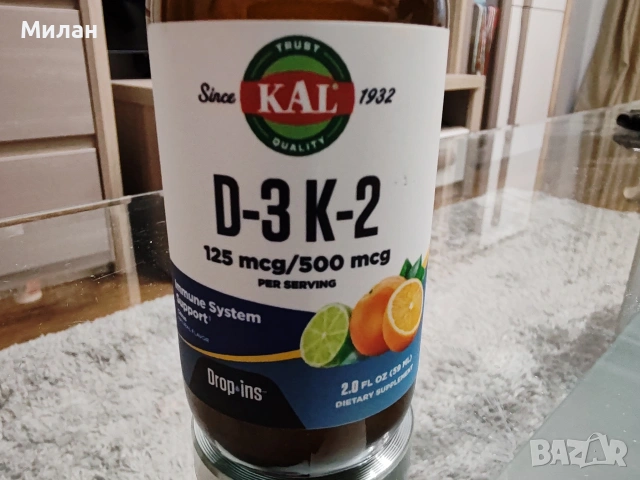 Милан
TRUST
Since KAL® 1932
QUALITY
D-3 K-2
125 mcg/500 mcg
PER SERVING
Immune System
Support
Drop•ins
2.0 FL OZ (59 mL)
DIETARY SUPPLEMENT
BAZAR